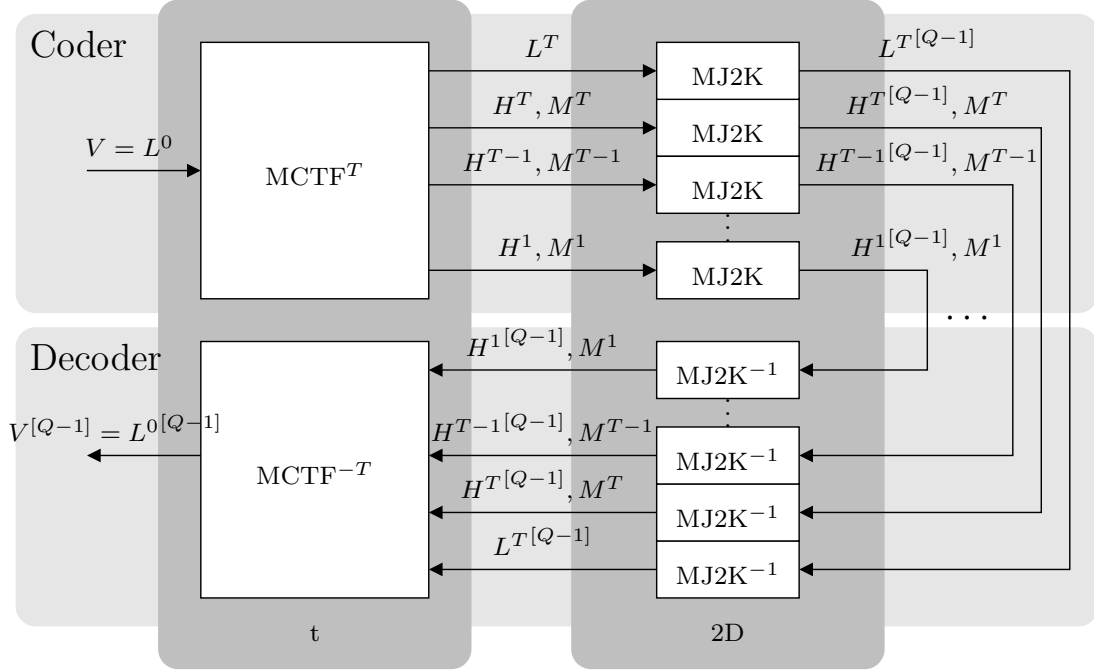 Coder
V = L^0
MCTF^T
L^T
H^T, M^T
H^{T−1}, M^{T−1}
H^1, M^1
MJ2K
MJ2K
MJ2K
⋮
MJ2K
L^{T[Q−1]}
H^{T[Q−1]}, M^T
H^{T−1[Q−1]}, M^{T−1}
H^{1[Q−1]}, M^1
· · ·
Decoder
V^{[Q−1]} = L^{0[Q−1]}
MCTF^{−T}
H^{1[Q−1]}, M^1
H^{T−1[Q−1]}, M^{T−1}
H^{T[Q−1]}, M^T
L^{T[Q−1]}
MJ2K^{−1}
⋮
MJ2K^{−1}
MJ2K^{−1}
MJ2K^{−1}
t
2D